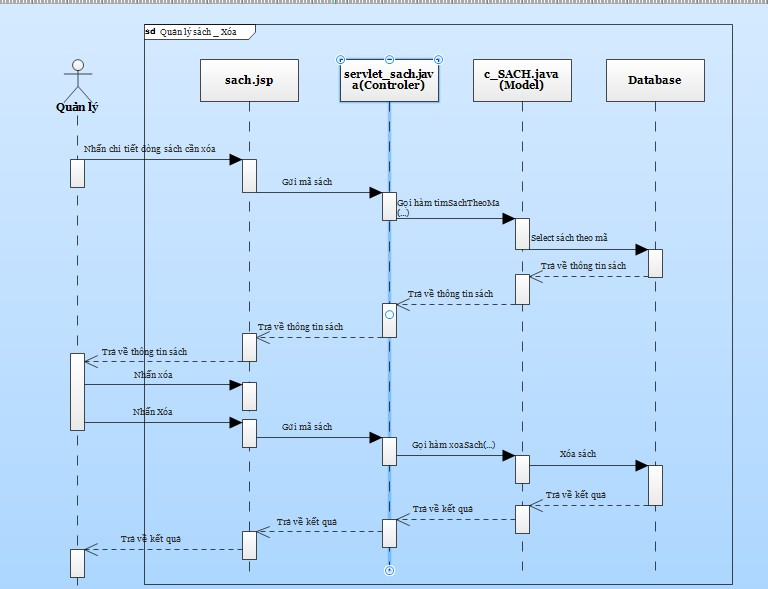 sd Quản lý sách _ Xóa
Quản lý
sach.jsp
servlet_sach.jav
a(Controler)
c_SACH.java
(Model)
Database
Nhấn chi tiết dòng sách cần xóa
Gửi mã sách
Gọi hàm timSachTheoMa
(...)
Select sách theo mã
Trả về thông tin sách
Trả về thông tin sách
Trả về thông tin sách
Trả về thông tin sách
Nhấn xóa
Nhấn Xóa
Gửi mã sách
Gọi hàm xoaSach(...)
Xóa sách
Trả về kết quả
Trả về kết quả
Trả về kết quả
Trả về kết quả